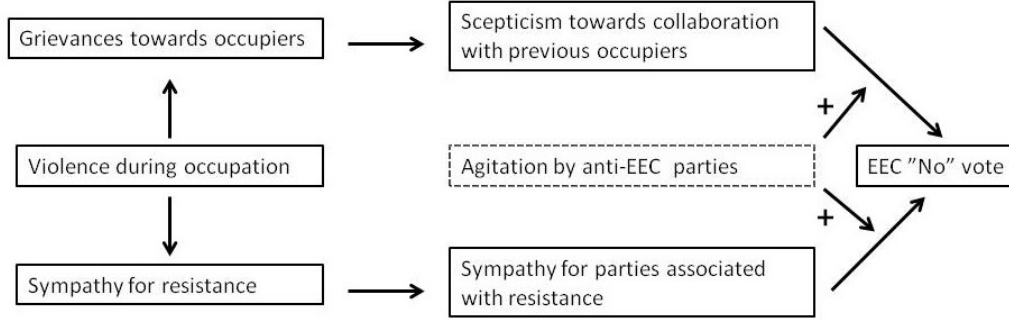 Grievances towards occupiers
Scepticism towards collaboration
with previous occupiers
+
Violence during occupation
Agitation by anti-EEC parties
EEC ”No” vote
+
Sympathy for resistance
Sympathy for parties associated
with resistance